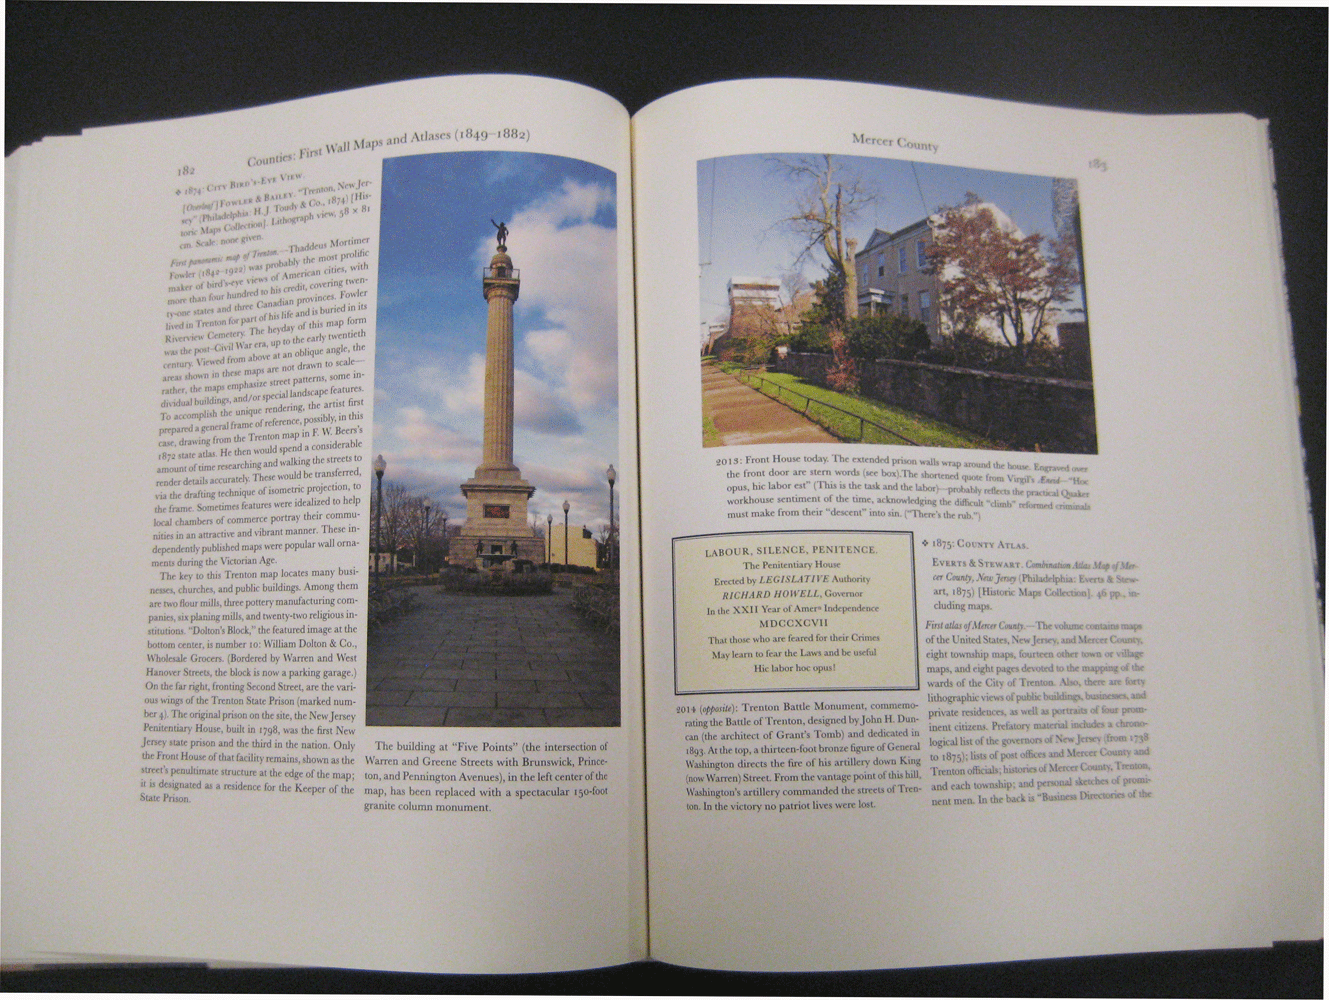 182
Counties: First Wall Maps and Atlases (1849–1882)
❖ 1874: City Bird's-Eye View.
[Overleaf] Fowler & Bailey. "Trenton, New Jer-
sey" (Philadelphia: H. J. Toudy & Co., 1874) [His-
toric Maps Collection]. Lithograph view, 58 × 81
cm. Scale: none given.
First panoramic map of Trenton.—Thaddeus Mortimer
Fowler (1842–1922) was probably the most prolific
maker of bird's-eye views of American cities, with
more than four hundred to his credit, covering twen-
ty-one states and three Canadian provinces. Fowler
lived in Trenton for part of his life and is buried in its
Riverview Cemetery. The heyday of this map form
was the post–Civil War era, up to the early twentieth
century. Viewed from above at an oblique angle, the
areas shown in these maps are not drawn to scale—
rather, the maps emphasize street patterns, some in-
dividual buildings, and/or special landscape features.
To accomplish the unique rendering, the artist first
prepared a general frame of reference, possibly, in this
case, drawing from the Trenton map in F. W. Beers's
1872 state atlas. He then would spend a considerable
amount of time researching and walking the streets to
render details accurately. These would be transferred,
via the drafting technique of isometric projection, to
the frame. Sometimes features were idealized to help
local chambers of commerce portray their commu-
nities in an attractive and vibrant manner. These in-
dependently published maps were popular wall orna-
ments during the Victorian Age.
The key to this Trenton map locates many busi-
nesses, churches, and public buildings. Among them
are two flour mills, three pottery manufacturing com-
panies, six planing mills, and twenty-two religious in-
stitutions. "Dolton's Block," the featured image at the
bottom center, is number 10: William Dolton & Co.,
Wholesale Grocers. (Bordered by Warren and West
Hanover Streets, the block is now a parking garage.)
On the far right, fronting Second Street, are the vari-
ous wings of the Trenton State Prison (marked num-
ber 4). The original prison on the site, the New Jersey
Penitentiary House, built in 1798, was the first New
Jersey state prison and the third in the nation. Only
the Front House of that facility remains, shown as the
street's penultimate structure at the edge of the map;
it is designated as a residence for the Keeper of the
State Prison.
The building at "Five Points" (the intersection of
Warren and Greene Streets with Brunswick, Prince-
ton, and Pennington Avenues), in the left center of the
map, has been replaced with a spectacular 150-foot
granite column monument.
Mercer County
183
2013: Front House today. The extended prison walls wrap around the house. Engraved over
the front door are stern words (see box).The shortened quote from Virgil's Æneid—"Hoc
opus, hic labor est" (This is the task and the labor)—probably reflects the practical Quaker
workhouse sentiment of the time, acknowledging the difficult "climb" reformed criminals
must make from their "descent" into sin. ("There's the rub.")
LABOUR, SILENCE, PENITENCE.
The Penitentiary House
Erected by LEGISLATIVE Authority
RICHARD HOWELL, Governor
In the XXII Year of Amern Independence
MDCCXCVII
That those who are feared for their Crimes
May learn to fear the Laws and be useful
Hic labor hoc opus!
2014 (opposite): Trenton Battle Monument, commemo-
rating the Battle of Trenton, designed by John H. Dun-
can (the architect of Grant's Tomb) and dedicated in
1893. At the top, a thirteen-foot bronze figure of General
Washington directs the fire of his artillery down King
(now Warren) Street. From the vantage point of this hill,
Washington's artillery commanded the streets of Tren-
ton. In the victory no patriot lives were lost.
❖ 1875: County Atlas.
Everts & Stewart. Combination Atlas Map of Mer-
cer County, New Jersey (Philadelphia: Everts & Stew-
art, 1875) [Historic Maps Collection]. 46 pp., in-
cluding maps.
First atlas of Mercer County.—The volume contains maps
of the United States, New Jersey, and Mercer County,
eight township maps, fourteen other town or village
maps, and eight pages devoted to the mapping of the
wards of the City of Trenton. Also, there are forty
lithographic views of public buildings, businesses, and
private residences, as well as portraits of four prom-
inent citizens. Prefatory material includes a chrono-
logical list of the governors of New Jersey (from 1738
to 1875); lists of post offices and Mercer County and
Trenton officials; histories of Mercer County, Trenton,
and each township; and personal sketches of promi-
nent men. In the back is "Business Directories of the